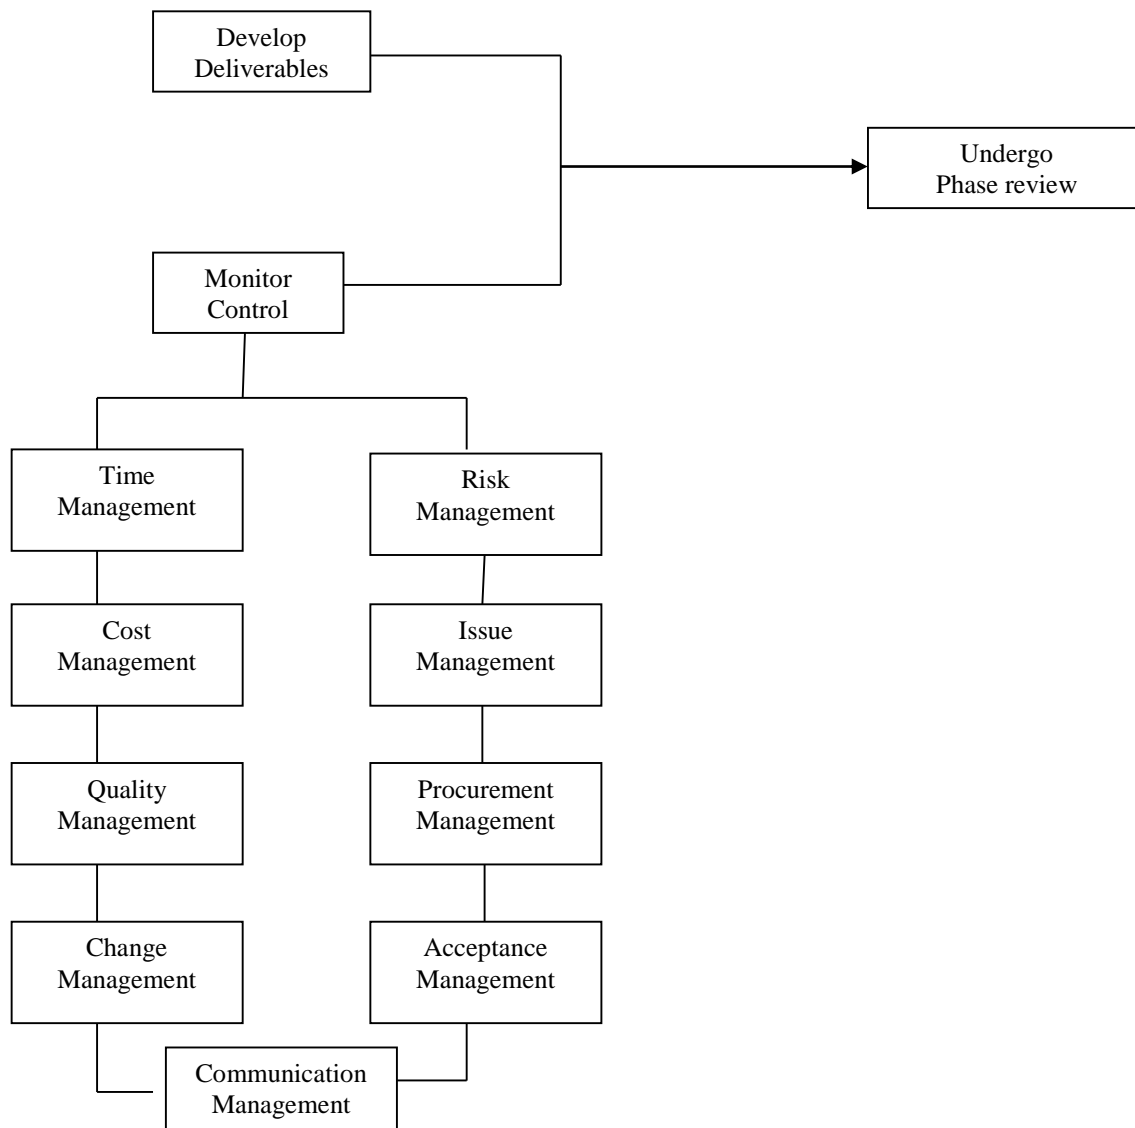 Develop
Deliverables
Undergo
Phase review
Monitor
Control
Time
Management
Risk
Management
Cost
Management
Issue
Management
Quality
Management
Procurement
Management
Change
Management
Acceptance
Management
Communication
Management